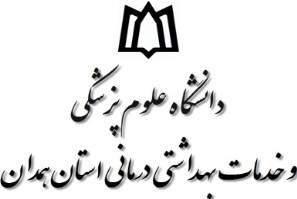 دانشگاه علوم پزشکی
و خدمات بهداشتی درمانی استان همدان